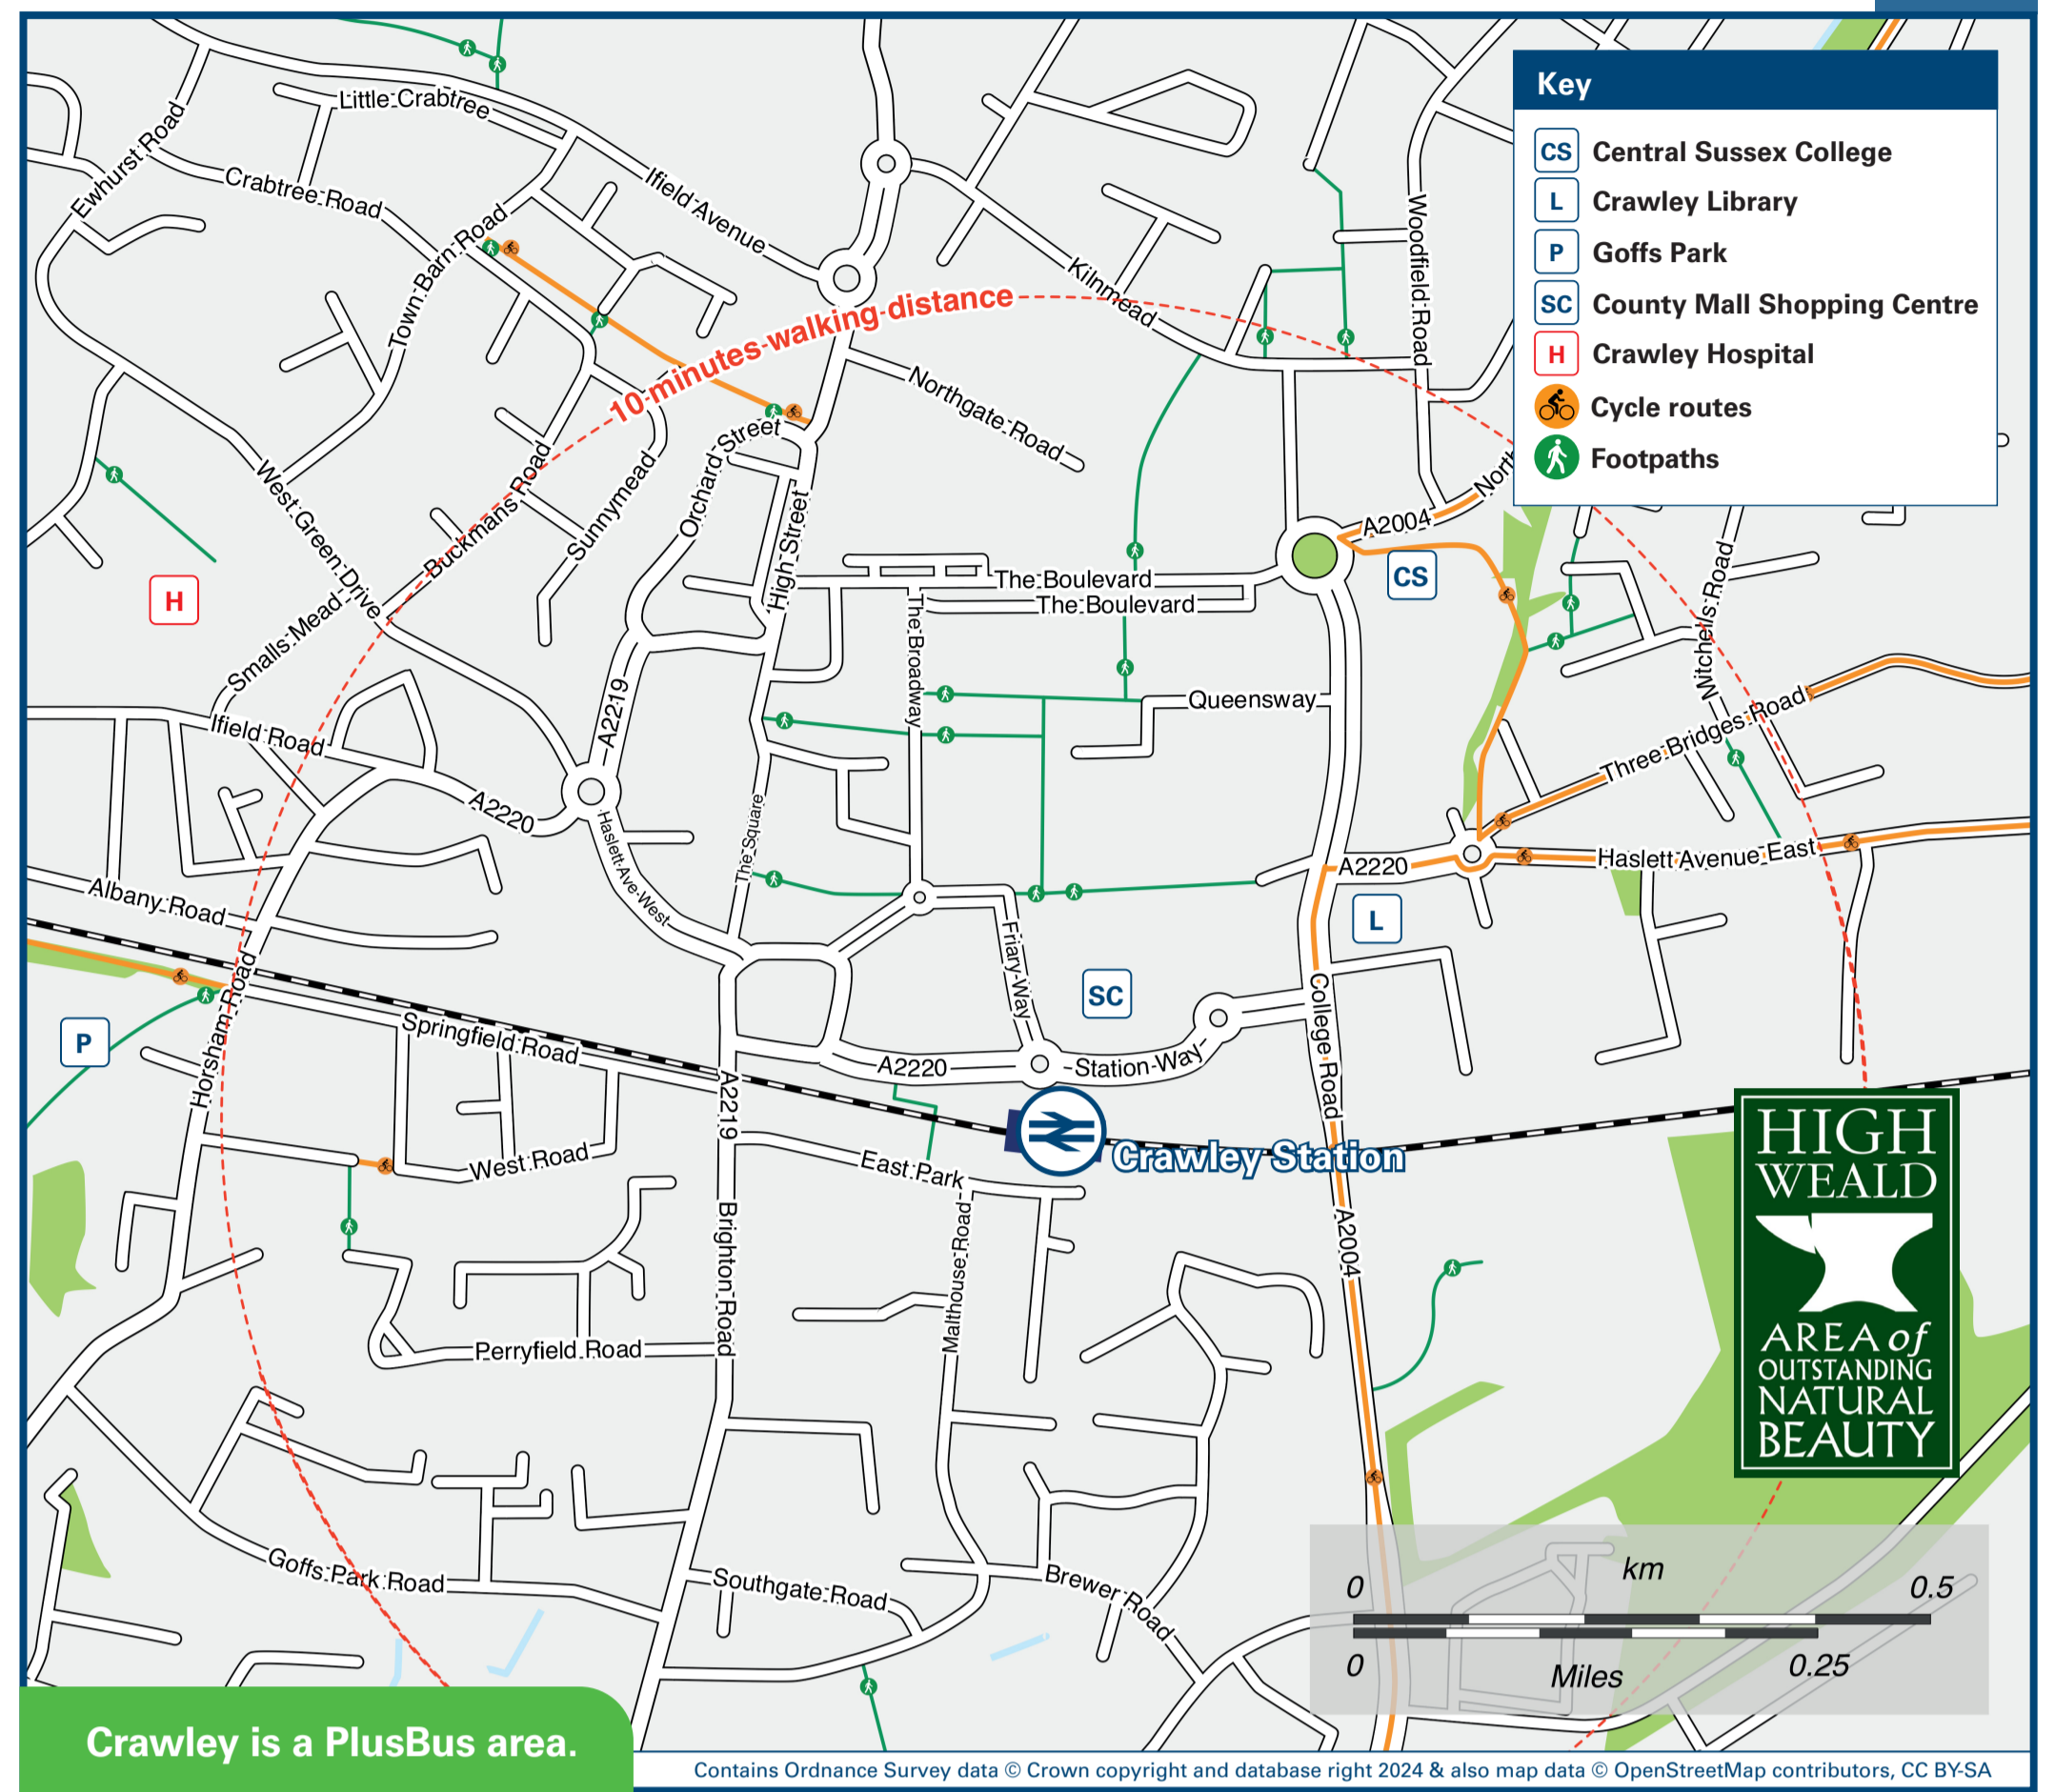 Key
CS Central Sussex College
L Crawley Library
P Goffs Park
SC County Mall Shopping Centre
H Crawley Hospital
Cycle routes
Footpaths
Little Crabtree
Ewhurst Road
Crabtree Road
Ifield Avenue
Town Barn Road
Woodfield Road
Kilnmead
10 minutes walking distance
Northgate Road
Orchard Street
West Green Drive
Buckmans Road
Sunnymead
High Street
A2004
North
CS
The Boulevard
The Boulevard
H
Smalls Mead
The Broadway
Mitchells Road
A2219
Queensway
Ifield Road
Three Bridges Road
A2220
Haslett Ave West
The Square
A2220
Haslett Avenue East
Albany Road
L
Friary Way
SC
Horsham Road
P
Springfield Road
College Road
A2220
Station Way
A2219
Crawley Station
West Road
East Park
Brighton Road
Malthouse Road
A2004
Perryfield Road
HIGH
WEALD
AREA of
OUTSTANDING
NATURAL
BEAUTY
Goffs Park Road
Southgate Road
Brewer Road
km
0 0.5
0 0.25
Miles
Crawley is a PlusBus area.
Contains Ordnance Survey data © Crown copyright and database right 2024 & also map data © OpenStreetMap contributors, CC BY-SA